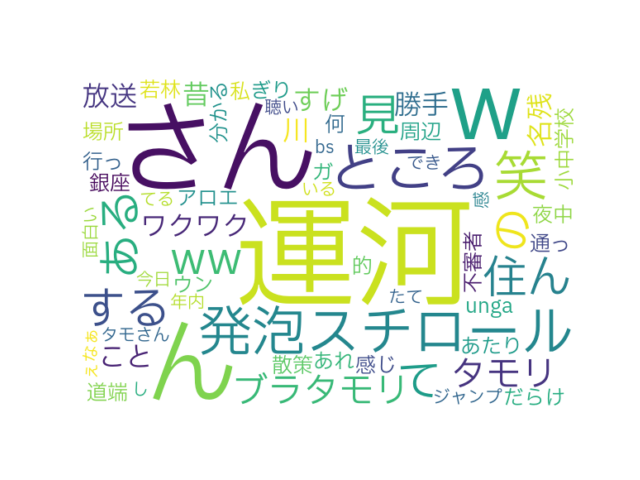 放送
若林
昔
私
ぎり
すげ
勝手
見
w
名残
小中学校
場所
さん
分かる
聴い
何
周辺
川
bs
最後
行っ
銀座
アロエ
ガ
ところ
でき
笑
てる
いる
感
面白い
ある
ワクワク
運河
の
夜中
不審者
通っ
ww
的
住ん
今日
ウン
年内
する
たて
unga
ん
発泡スチロール
タモさん
あたり
ぇなぁ
こと
散策
あれ
感じ
て
タモリ
道端
し
ブラタモリ
ジャンプ
だらけ